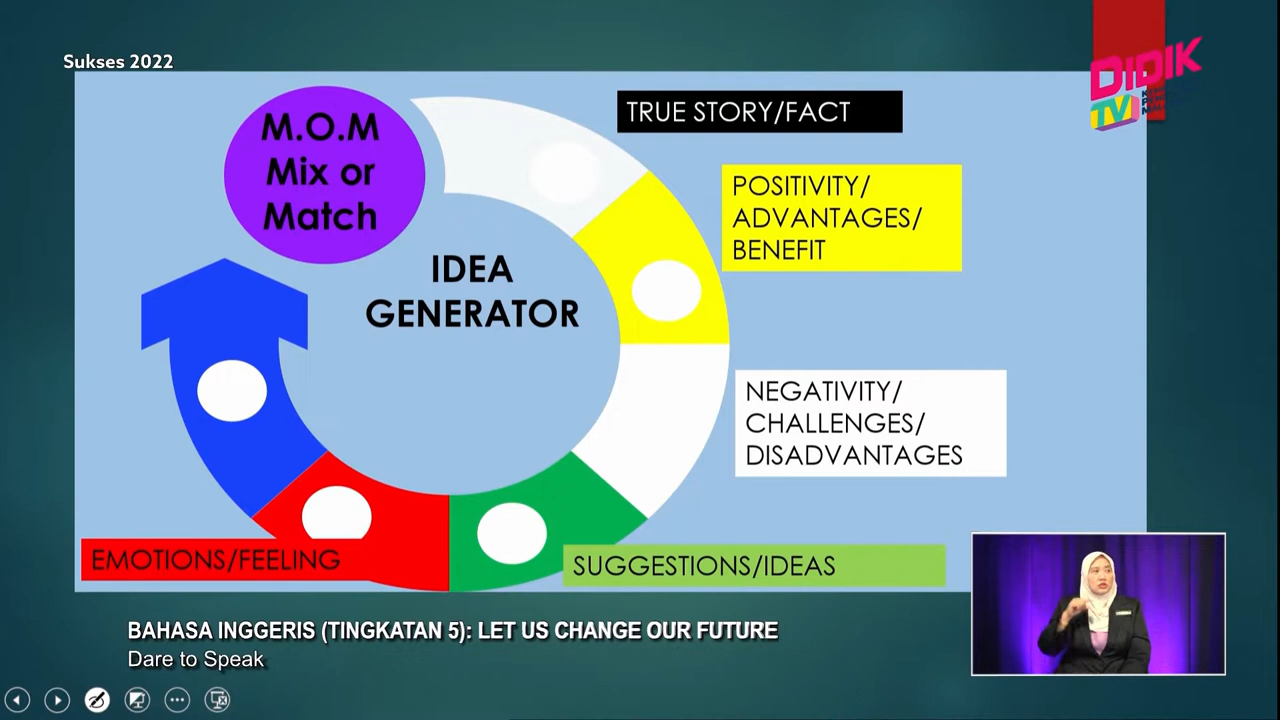 Sukses 2022
DIDIK
TV
M.O.M
Mix or
Match
IDEA
GENERATOR
TRUE STORY/FACT
POSITIVITY/
ADVANTAGES/
BENEFIT
NEGATIVITY/
CHALLENGES/
DISADVANTAGES
EMOTIONS/FEELING
SUGGESTIONS/IDEAS
BAHASA INGGERIS (TINGKATAN 5): LET US CHANGE OUR FUTURE
Dare to Speak